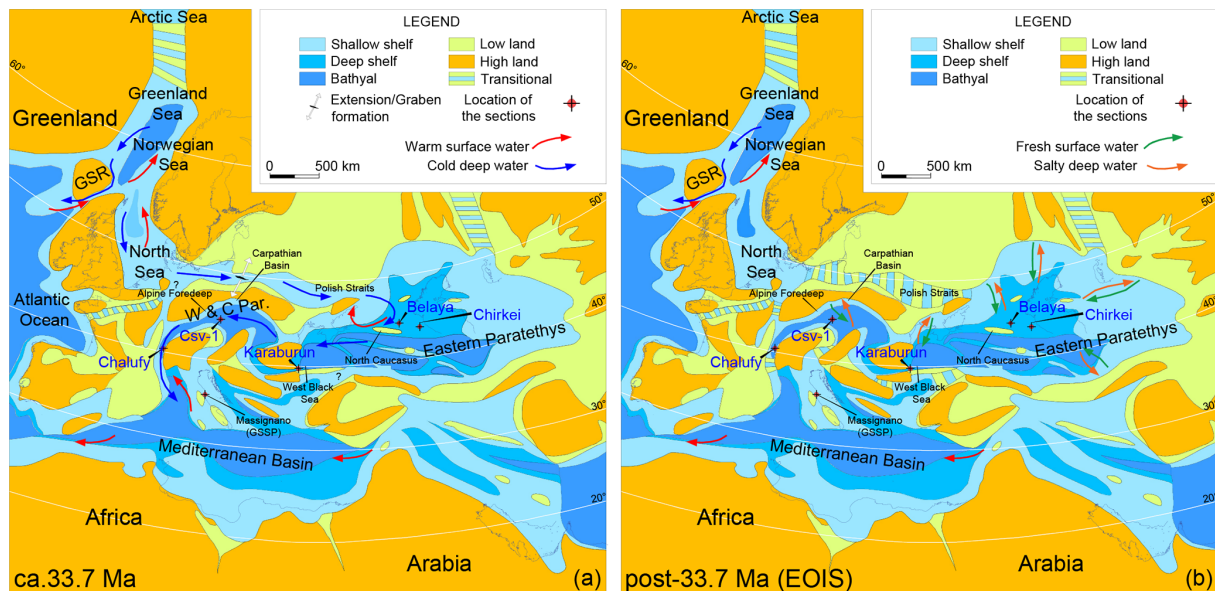 Arctic Sea
LEGEND
Shallow shelf
Low land
Deep shelf
High land
Bathyal
Transitional
Extension/Graben
formation
Location of
the sections
Warm surface water
Cold deep water
0
500 km
60°
Greenland
Greenland
Sea
Norwegian
Sea
GSR
50°
North
Sea
Carpathian
Basin
?
Alpine Foredeep
Polish Straits
W & C Par.
40°
Atlantic
Ocean
Belaya
Csv-1
Chirkei
Eastern Paratethys
Chalufy
Karaburun
North Caucasus
?
West Black
Sea
30°
Massignano
(GSSP)
Mediterranean Basin
20°
Africa
Arabia
ca.33.7 Ma
(a)
Arctic Sea
LEGEND
Shallow shelf
Low land
Deep shelf
High land
Bathyal
Transitional
Location of
the sections
Fresh surface water
Salty deep water
0
500 km
60°
Greenland
Greenland
Sea
Norwegian
Sea
GSR
50°
North
Sea
Carpathian
Basin
Alpine Foredeep
Polish Straits
40°
Atlantic
Ocean
Belaya
Csv-1
Chirkei
Eastern Paratethys
Chalufy
Karaburun
North Caucasus
West Black
Sea
30°
Massignano
(GSSP)
Mediterranean Basin
20°
Africa
Arabia
post-33.7 Ma (EOIS)
(b)